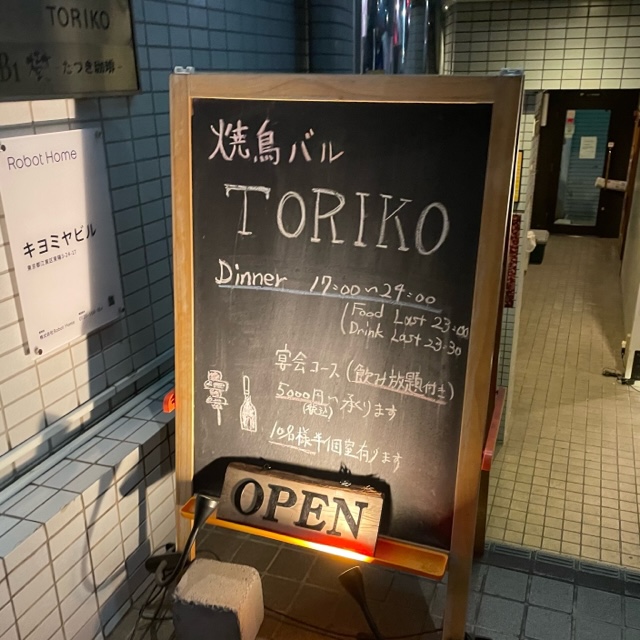 TORIKO
B1
たつき珈琲
Robot Home
キヨミヤビル
焼鳥バル
TORIKO
Dinner 17:00〜24:00
(Food Last 23:00
Drink Last 23:30
宴会コース(飲み放題付き)
5000円〜承ります
(税込)
10名様半個室有ります
OPEN